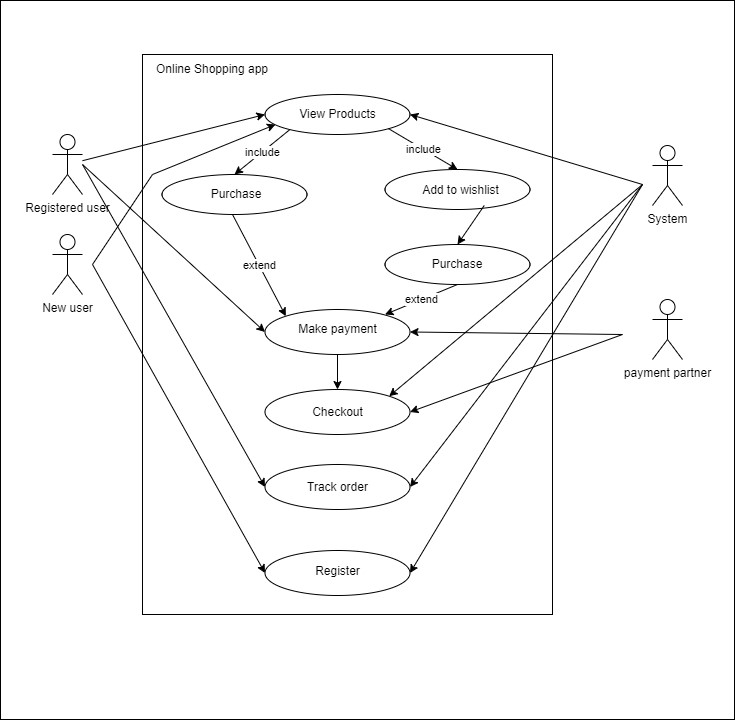 Online Shopping app
View Products
include
include
Purchase
Add to wishlist
Registered user
System
extend
Purchase
New user
extend
Make payment
payment partner
Checkout
Track order
Register